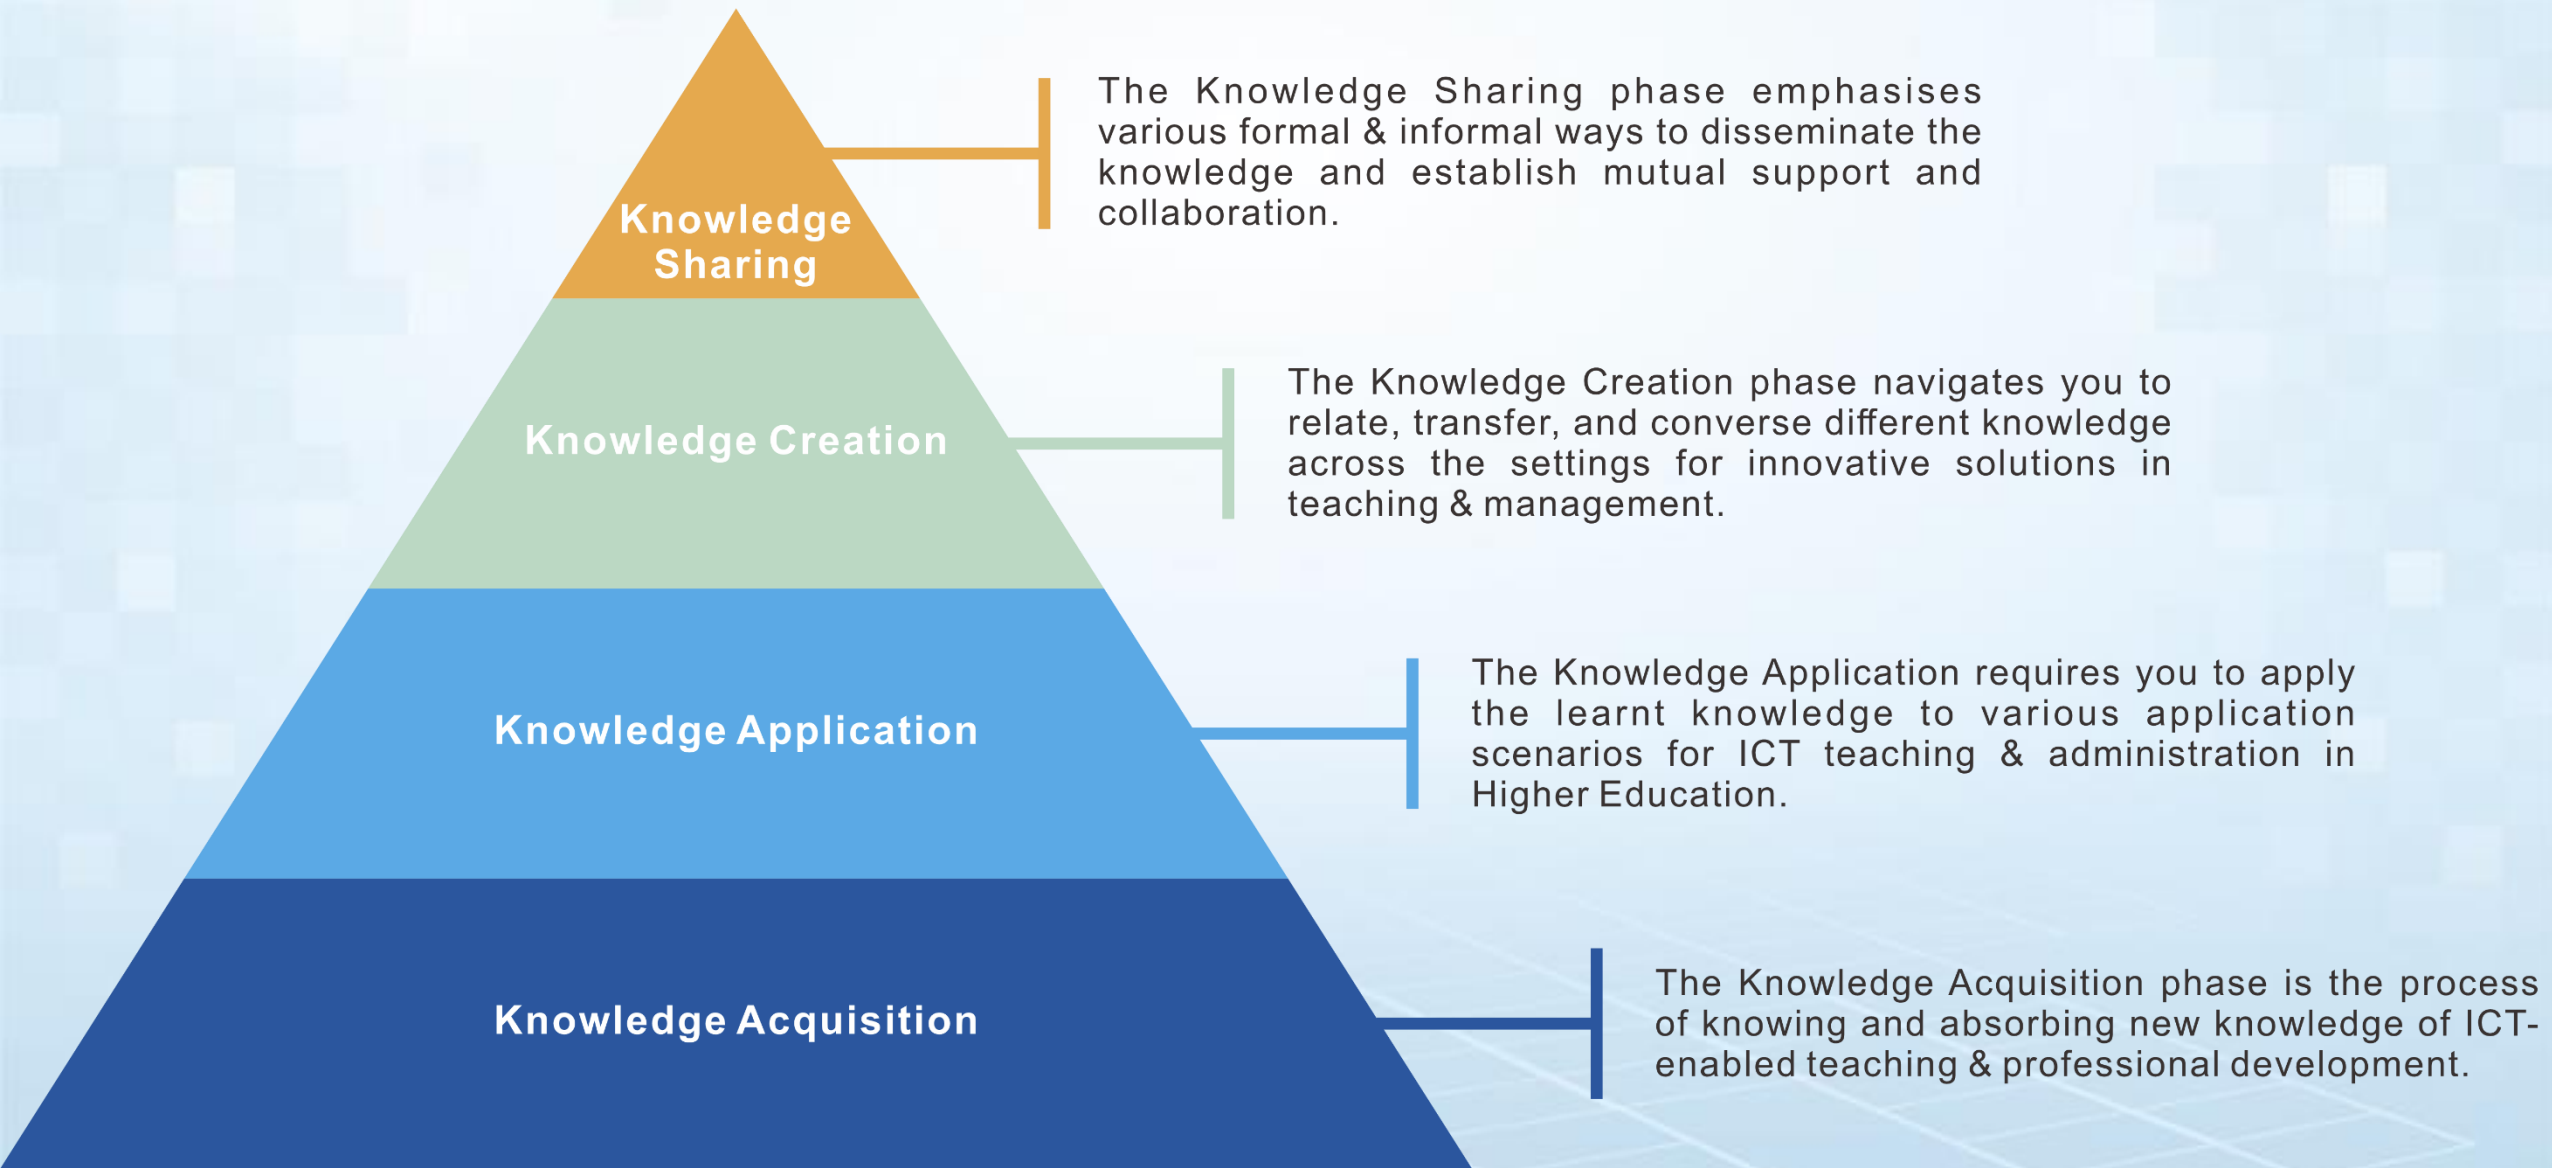 Knowledge
Sharing
The Knowledge Sharing phase emphasises
various formal & informal ways to disseminate the
knowledge and establish mutual support and
collaboration.
Knowledge Creation
The Knowledge Creation phase navigates you to
relate, transfer, and converse different knowledge
across the settings for innovative solutions in
teaching & management.
Knowledge Application
The Knowledge Application requires you to apply
the learnt knowledge to various application
scenarios for ICT teaching & administration in
Higher Education.
Knowledge Acquisition
The Knowledge Acquisition phase is the process
of knowing and absorbing new knowledge of ICT-
enabled teaching & professional development.